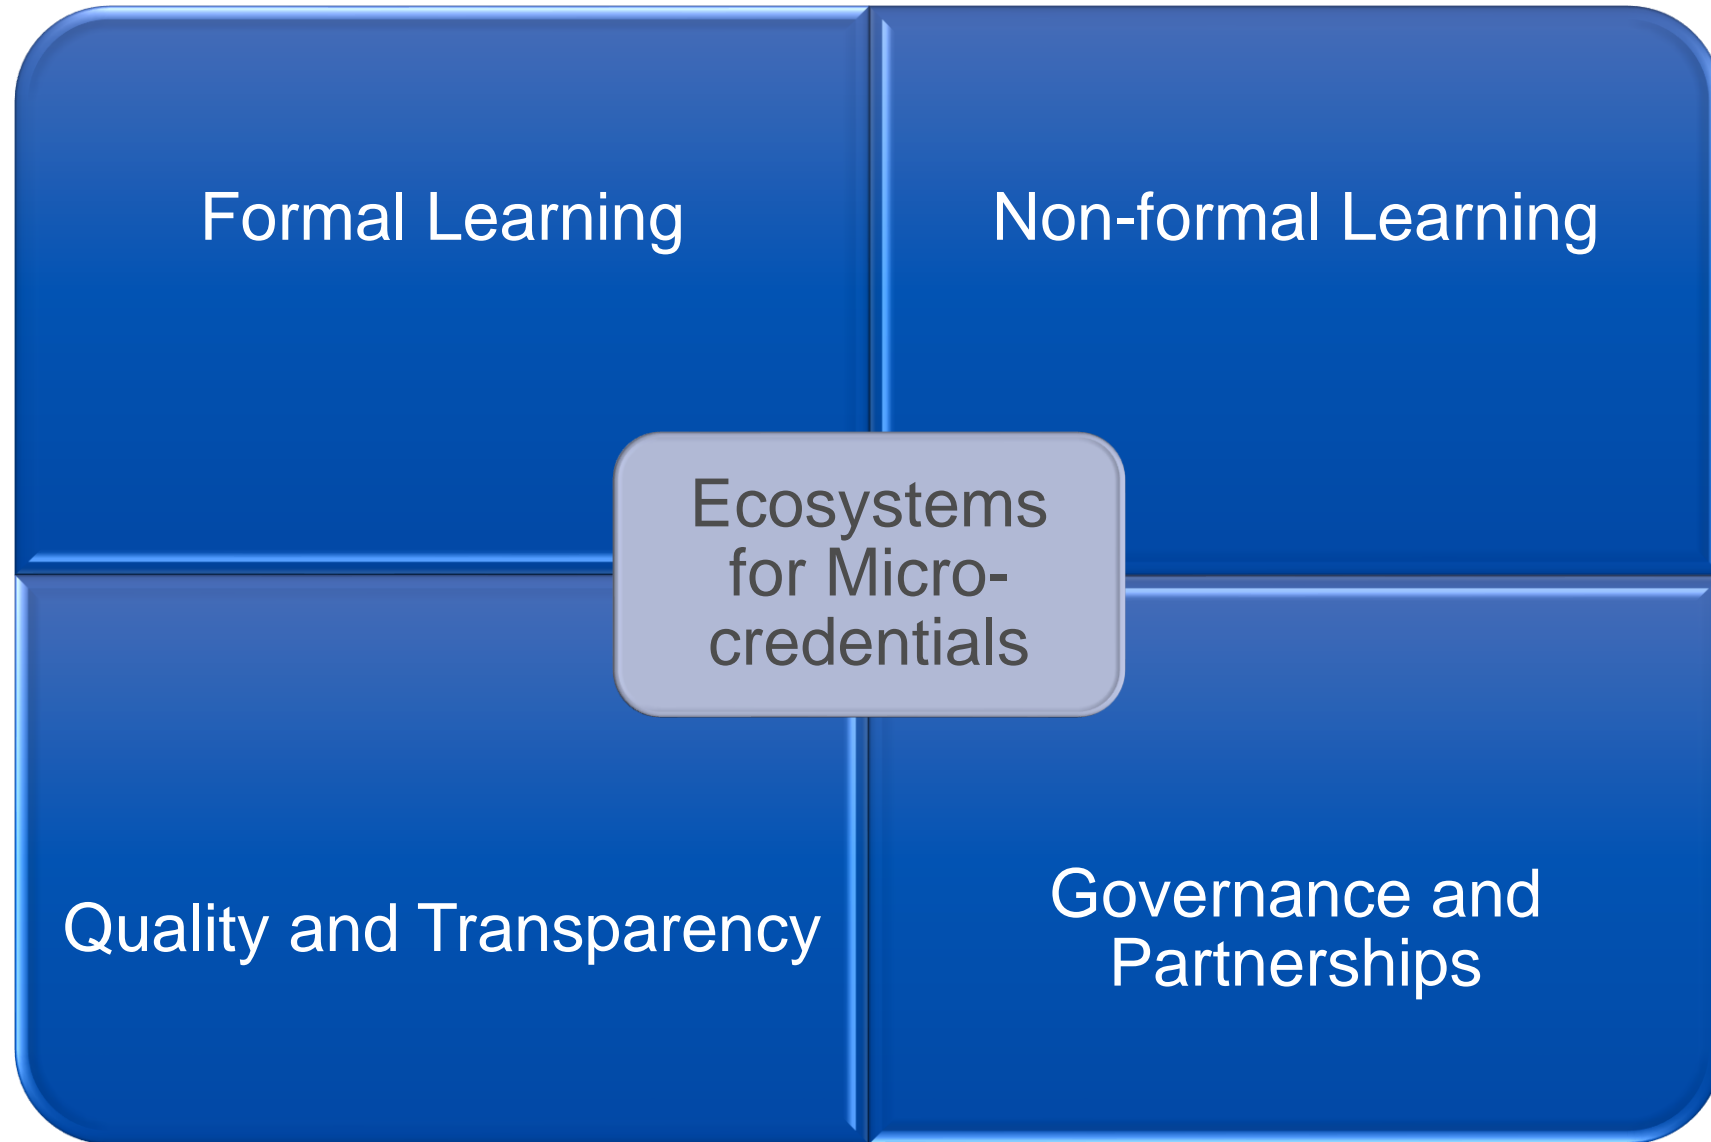 Formal Learning
Non-formal Learning
Ecosystems
for Micro-
credentials
Quality and Transparency
Governance and
Partnerships